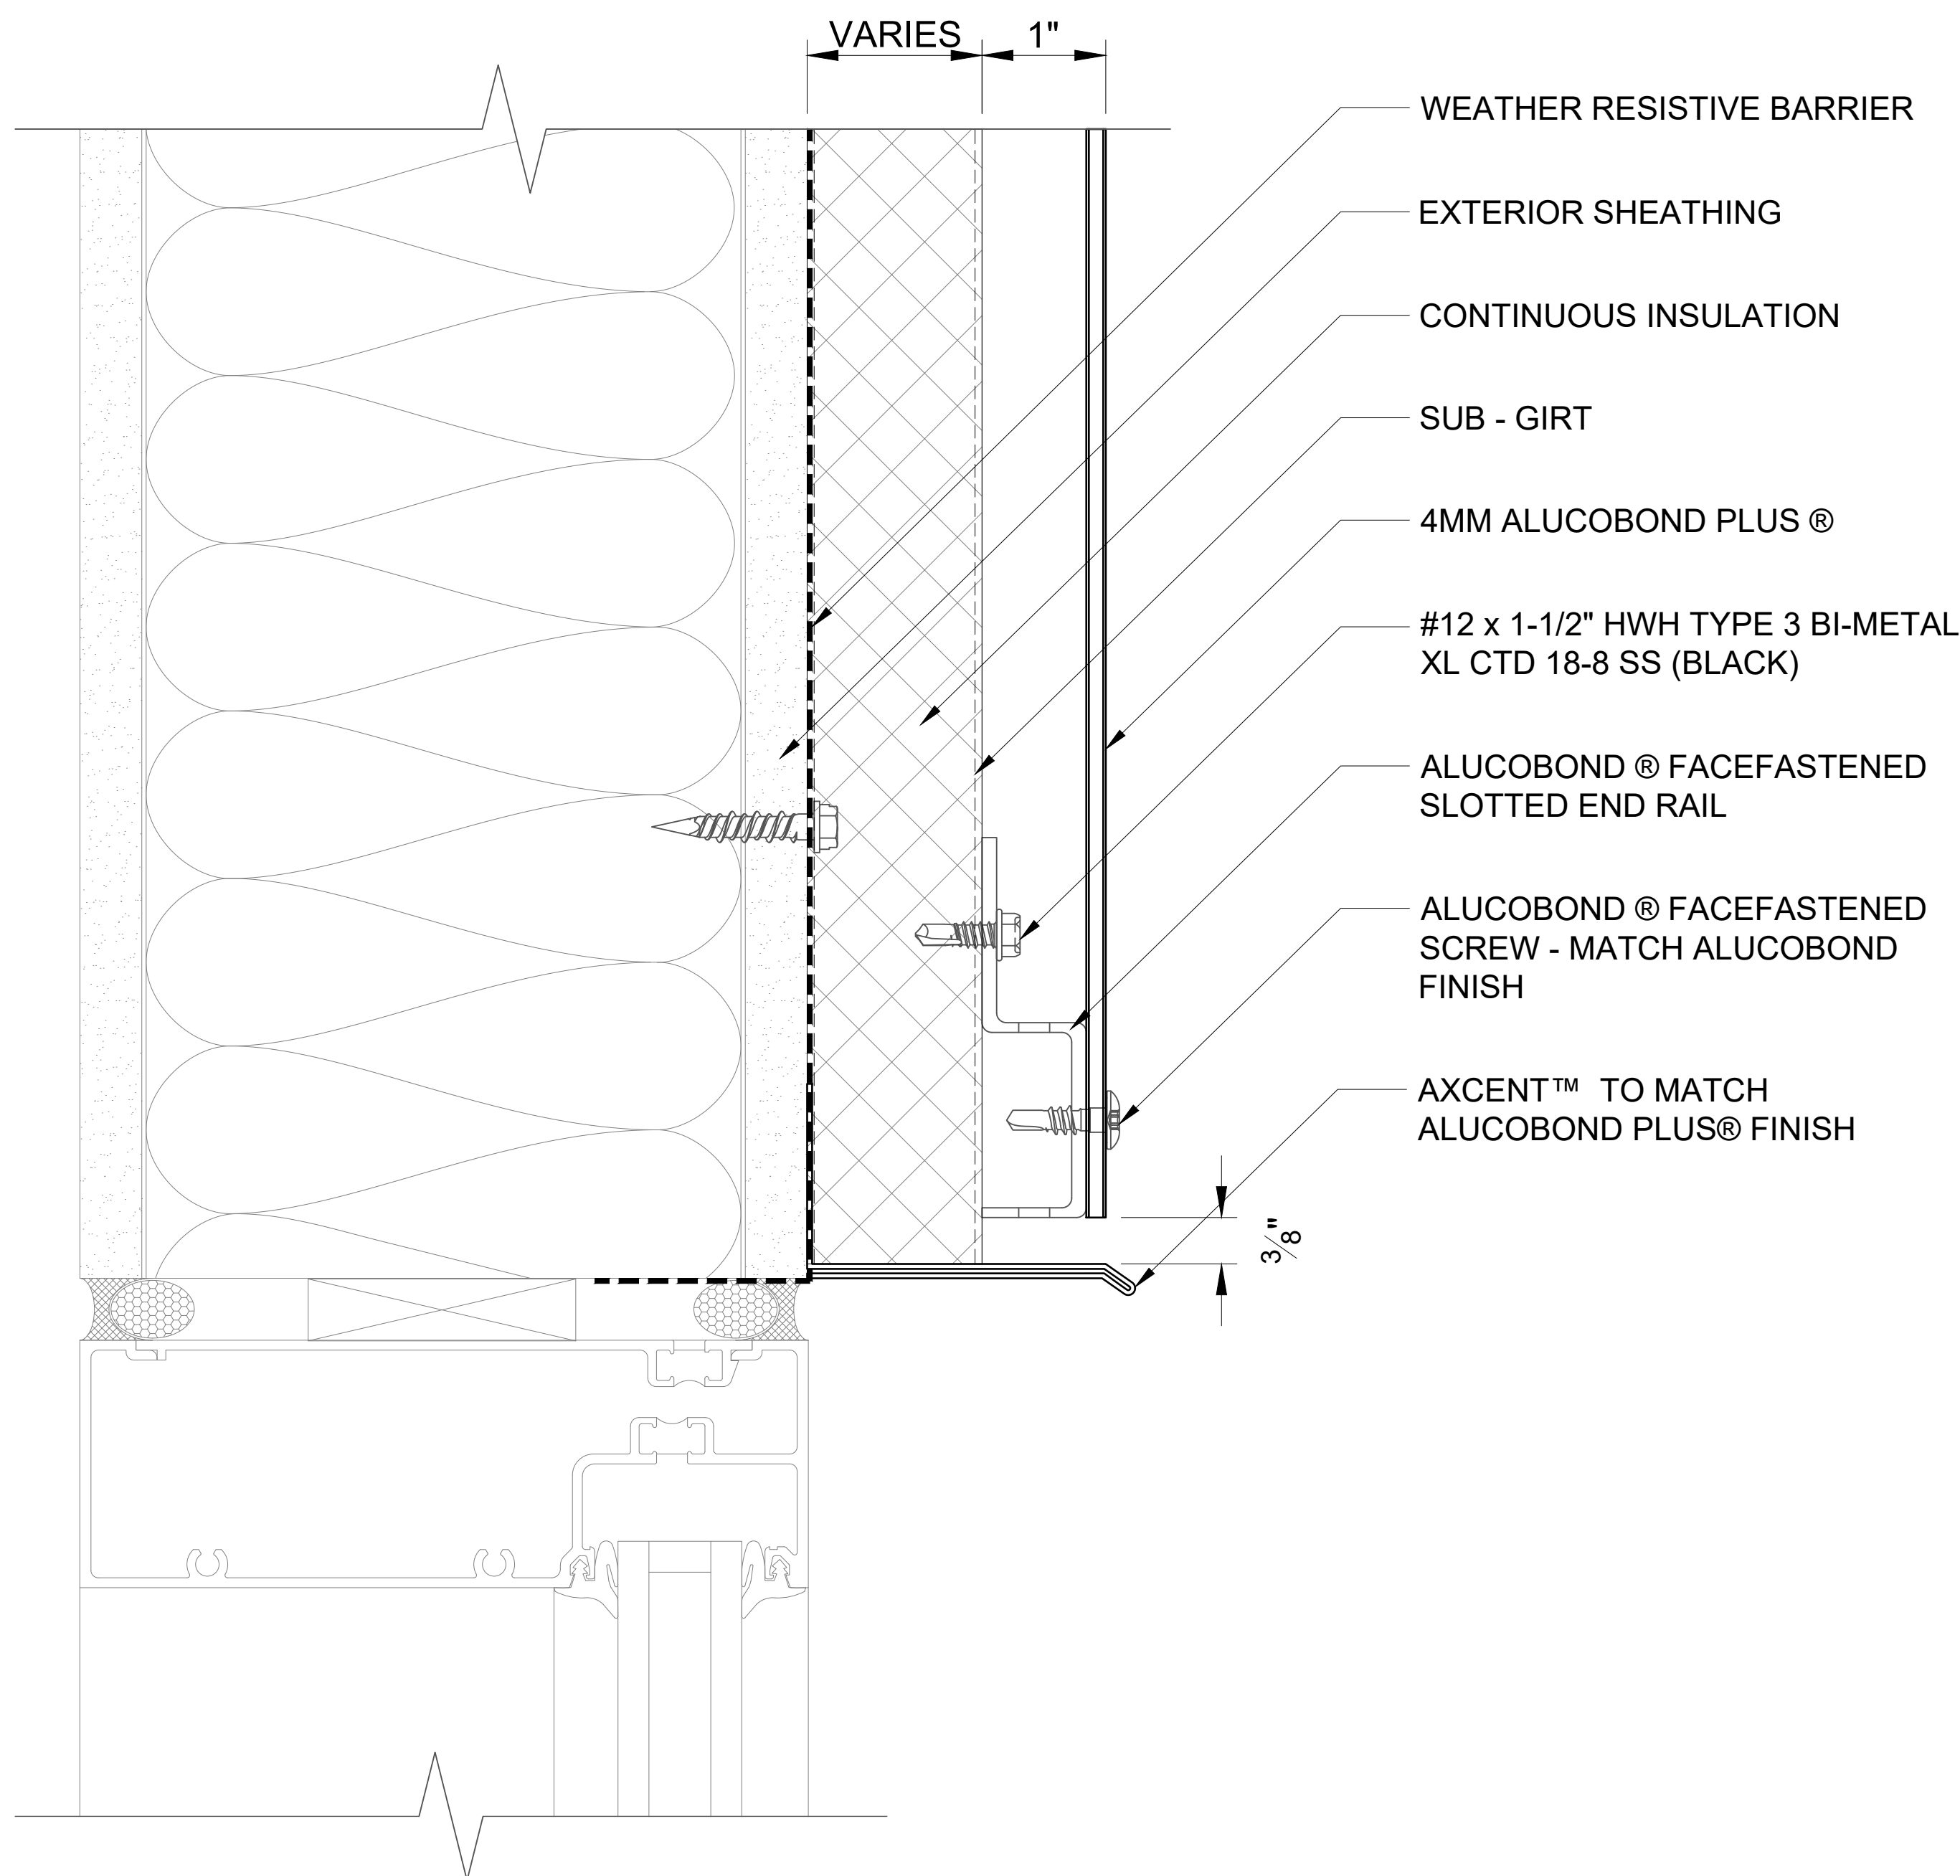 VARIES
1"
WEATHER RESISTIVE BARRIER
EXTERIOR SHEATHING
CONTINUOUS INSULATION
SUB - GIRT
4MM ALUCOBOND PLUS ®
#12 x 1-1/2" HWH TYPE 3 BI-METAL
XL CTD 18-8 SS (BLACK)
ALUCOBOND ® FACEFASTENED
SLOTTED END RAIL
ALUCOBOND ® FACEFASTENED
SCREW - MATCH ALUCOBOND
FINISH
AXCENT™ TO MATCH
ALUCOBOND PLUS® FINISH
3/8"